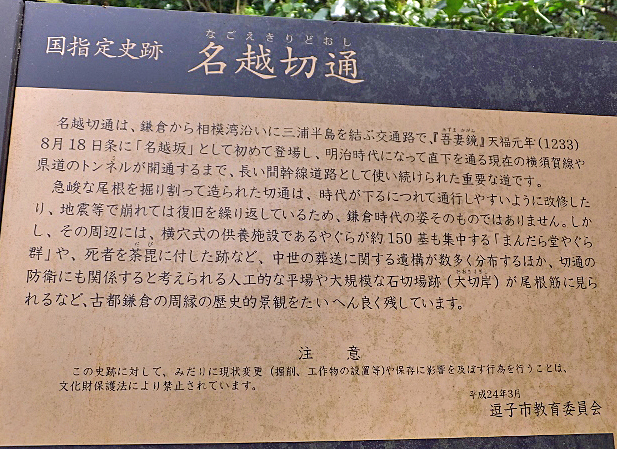 なごえきりどおし
国指定史跡 名越切通
名越切通は、鎌倉から相模湾沿いに三浦半島を結ぶ交通路で、『吾妻鏡』天福元年(1233)
8月18日条に「名越坂」として初めて登場し、明治時代になって直下を通る現在の横須賀線や
県道のトンネルが開通するまで、長い間幹線道路として使い続けられた重要な道です。
急峻な尾根を掘り割って造られた切通は、時代が下るにつれて通行しやすいように改修した
り、地震等で崩れては復旧を繰り返しているため、鎌倉時代の姿そのものではありません。しか
し、その周辺には、横穴式の供養施設であるやぐらが約150基も集中する「まんだら堂やぐら
群」や、死者を荼毘に付した跡など、中世の葬送に関する遺構が数多く分布するほか、切通の
防衛にも関係すると考えられる人工的な平場や大規模な石切場跡(大切岸)が尾根筋に見ら
れるなど、古都鎌倉の周縁の歴史的景観をたいへん良く残しています。
注 意
この史跡に対して、みだりに現状変更(掘削、工作物の設置等)や保存に影響を及ぼす行為を行うことは、
文化財保護法により禁止されています。
平成24年3月
逗子市教育委員会